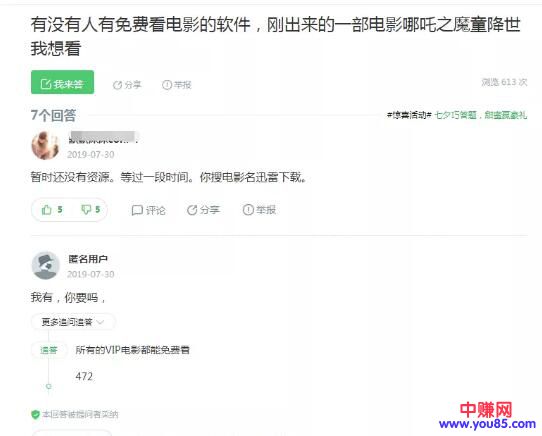 有没有人有免费看电影的软件，刚出来的一部电影哪吒之魔童降世
我想看
我来答
分享
举报
浏览 613 次
7个回答
#惊喜活动# 七夕巧答题，甜蜜赢豪礼
2019-07-30
暂时还没有资源。等过一段时间。你搜电影名迅雷下载。
5
5
评论
分享
举报
匿名用户
2019-07-30
我有，你要吗，
更多追问追答
追答
所有的VIP电影都能免费看
472
本回答被提问者采纳
中赚网
www.you85.com